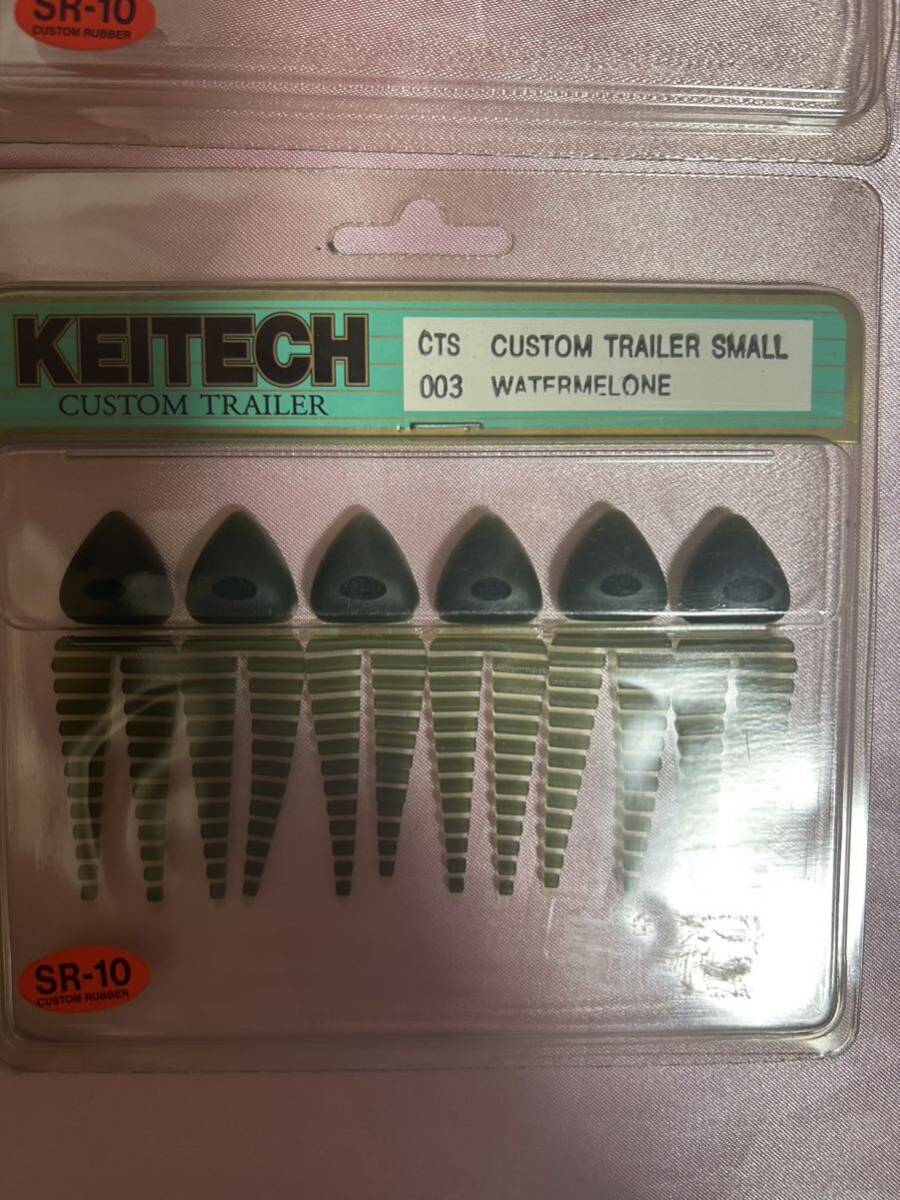 SR-10
CUSTOM RUBBER
KEITECH
CUSTOM TRAILER
CTS CUSTOM TRAILER SMALL
003 WATERMELONE
SR-10
CUSTOM RUBBER